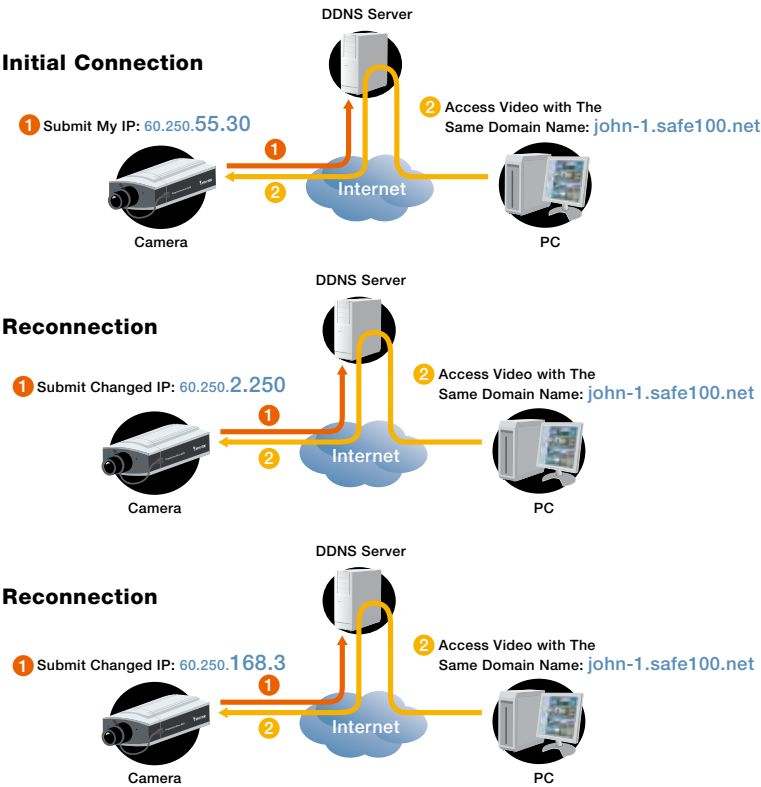 DDNS Server
Initial Connection
1 Submit My IP: 60.250.55.30
2 Access Video with The
Same Domain Name: john-1.safe100.net
1
2
Internet
Camera
PC
DDNS Server
Reconnection
1 Submit Changed IP: 60.250.2.250
2 Access Video with The
Same Domain Name: john-1.safe100.net
1
2
Internet
Camera
PC
DDNS Server
Reconnection
1 Submit Changed IP: 60.250.168.3
2 Access Video with The
Same Domain Name: john-1.safe100.net
1
2
Internet
Camera
PC